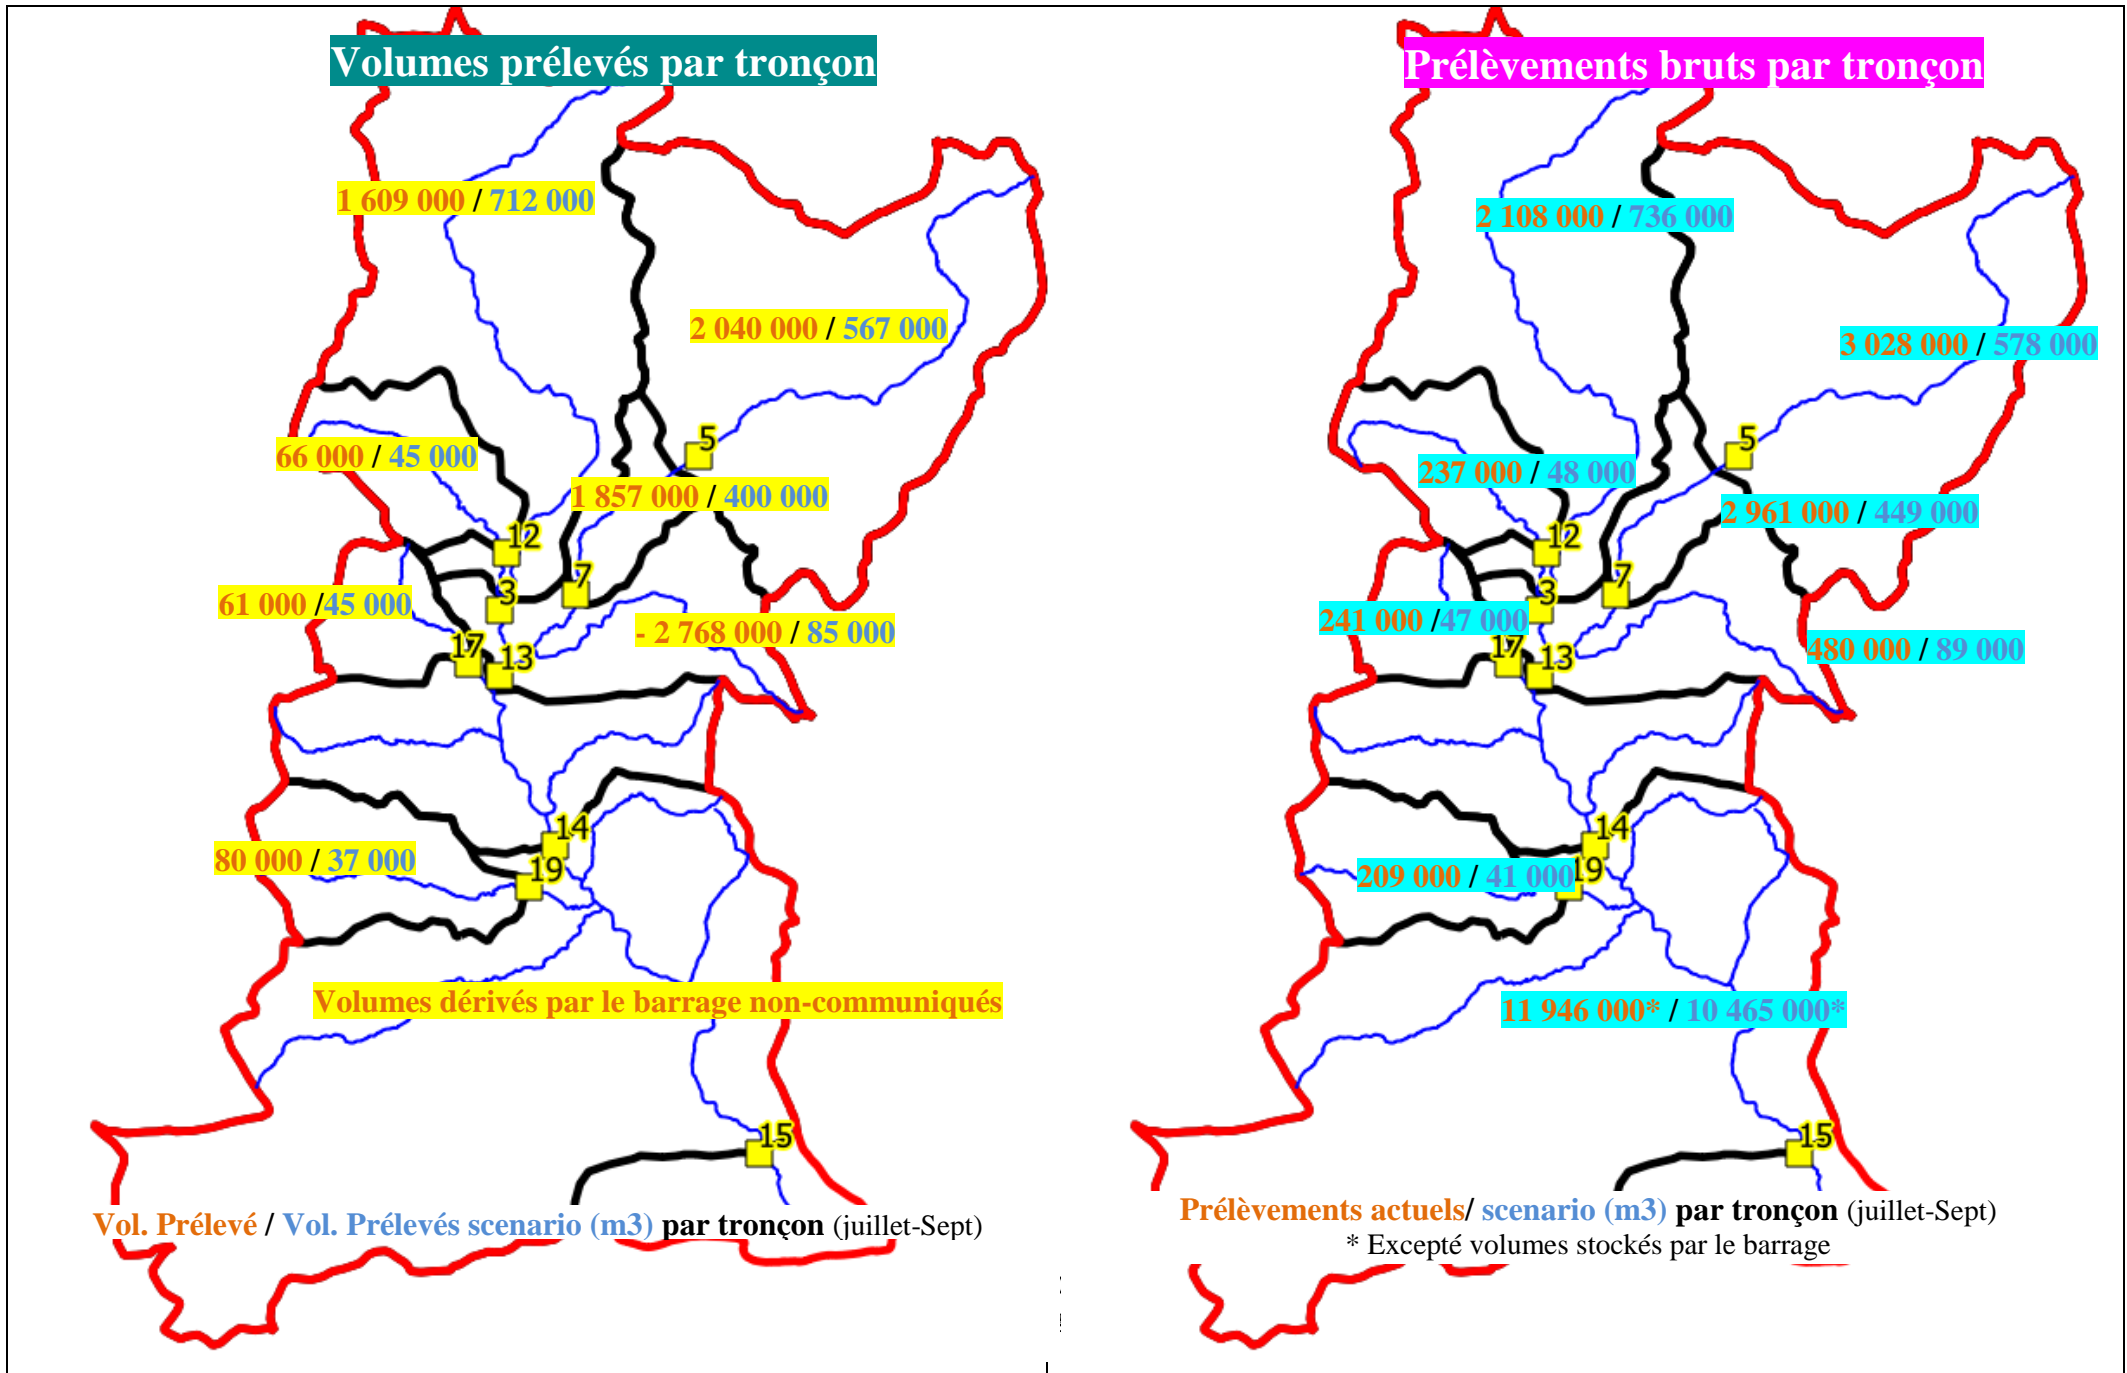 Volumes prélevés par tronçon
1 609 000 / 712 000
2 040 000 / 567 000
5
66 000 / 45 000
1 857 000 / 400 000
12
7
3
61 000 /45 000
- 2 768 000 / 85 000
17
13
14
80 000 / 37 000
19
Volumes dérivés par le barrage non-communiqués
15
Vol. Prélevé / Vol. Prélevés scenario (m3) par tronçon (juillet-Sept)
Prélèvements bruts par tronçon
2 108 000 / 736 000
3 028 000 / 578 000
5
237 000 / 48 000
2 961 000 / 449 000
12
7
3
241 000 /47 000
480 000 / 89 000
17
13
14
209 000 / 41 000
19
11 946 000* / 10 465 000*
15
Prélèvements actuels/ scenario (m3) par tronçon (juillet-Sept)
* Excepté volumes stockés par le barrage